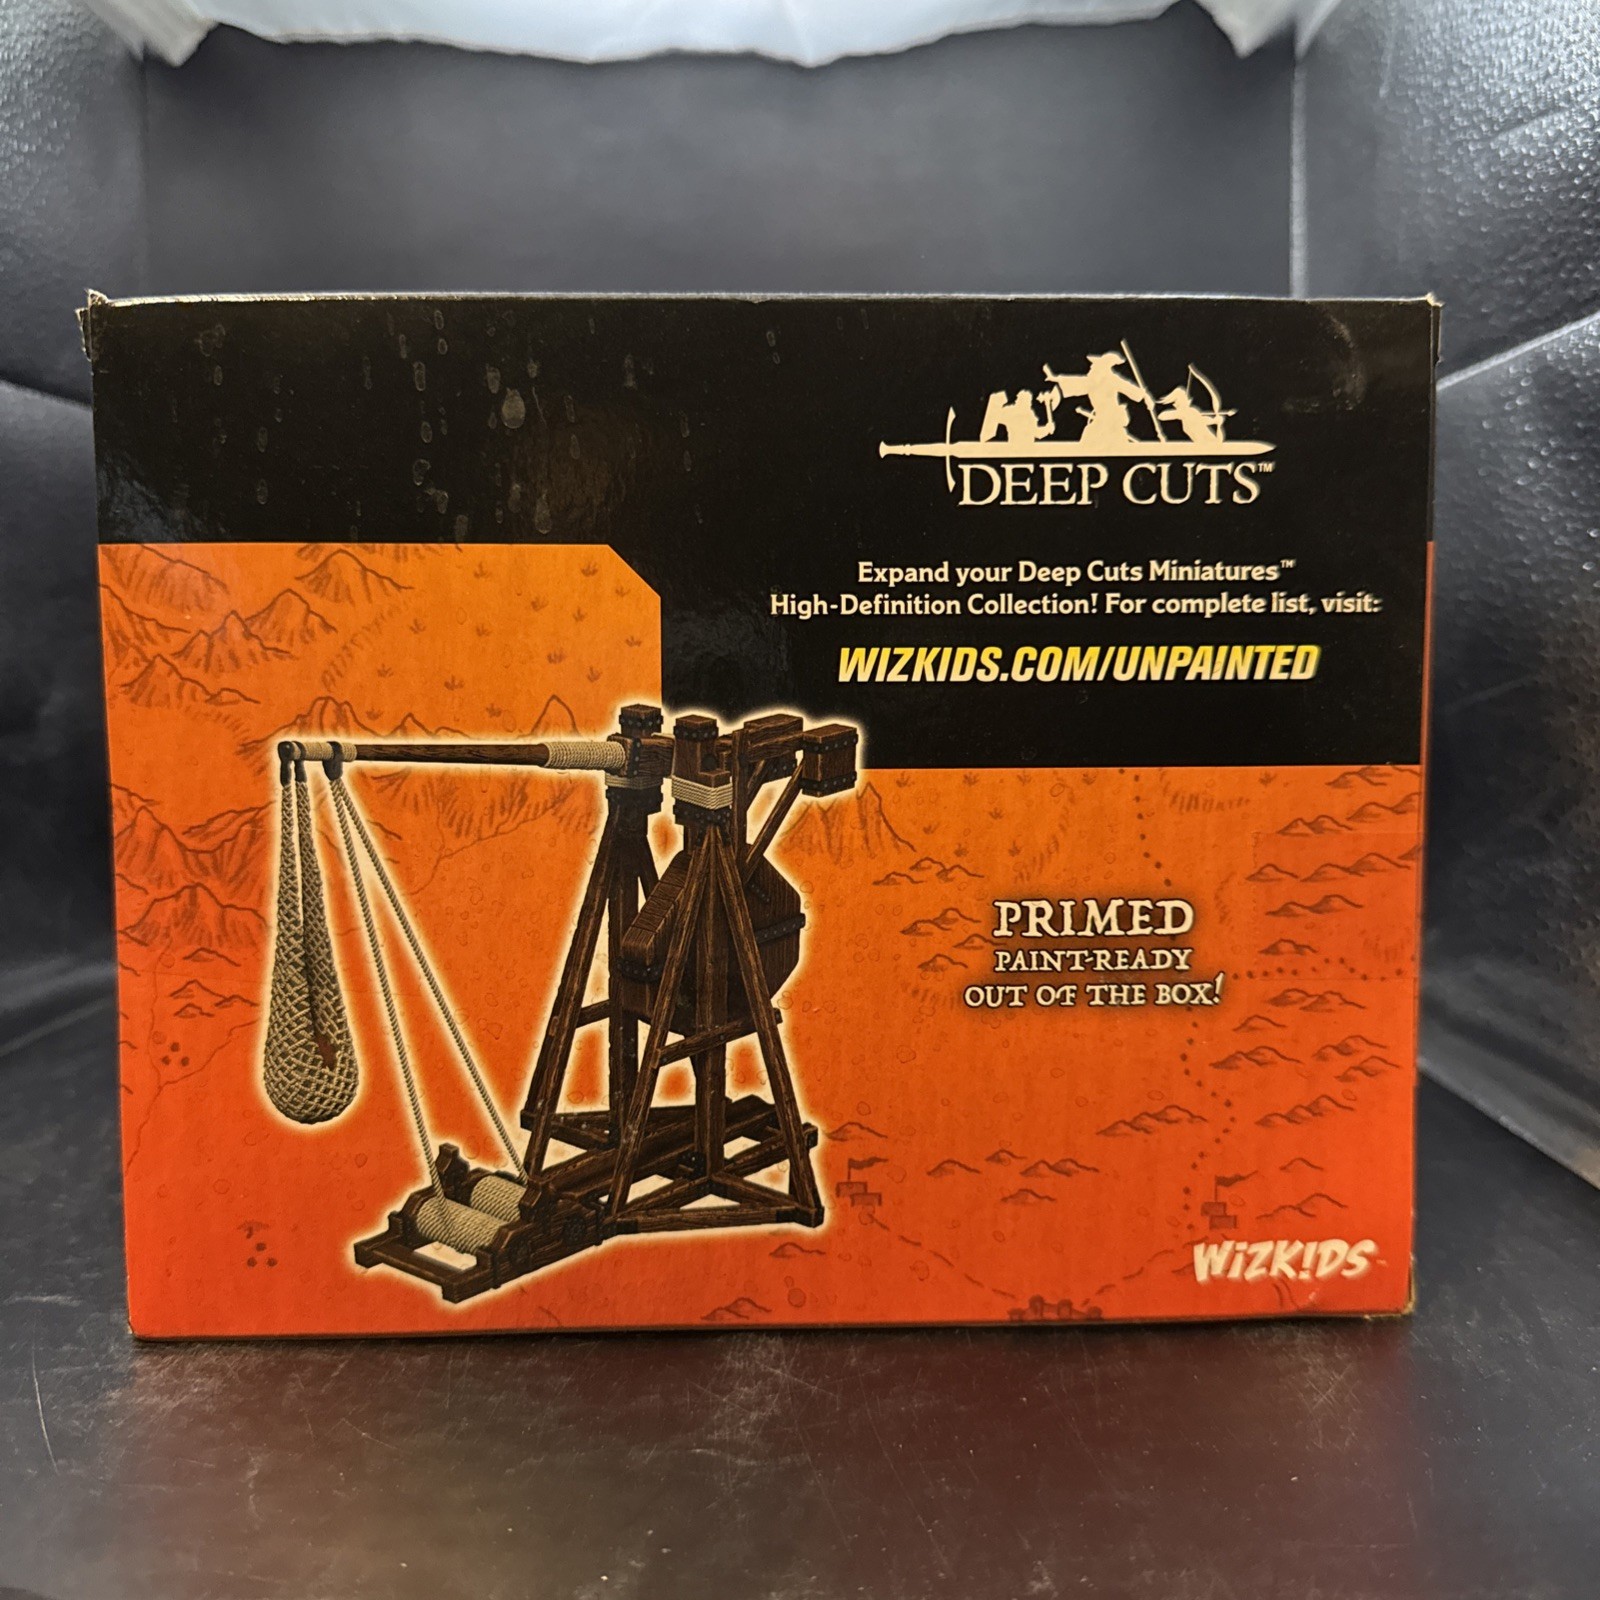 DEEP CUTS™
Expand your Deep Cuts Miniatures™
High-Definition Collection! For complete list, visit:
WIZKIDS.COM/UNPAINTED
PRIMED
PAINT-READY
OUT OF THE BOX!
WIZK!DS